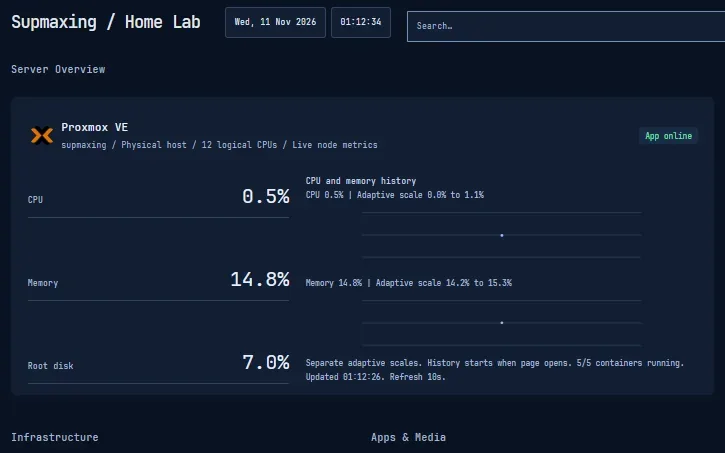 Supmaxing / Home Lab
Wed, 11 Nov 2026
01:12:34
Search…
Server Overview
Proxmox VE
supmaxing / Physical host / 12 logical CPUs / Live node metrics
App online
CPU
0.5%
CPU and memory history
CPU 0.5% | Adaptive scale 0.0% to 1.1%
Memory
14.8%
Memory 14.8% | Adaptive scale 14.2% to 15.3%
Root disk
7.0%
Separate adaptive scales. History starts when page opens. 5/5 containers running.
Updated 01:12:26. Refresh 10s.
Infrastructure
Apps & Media